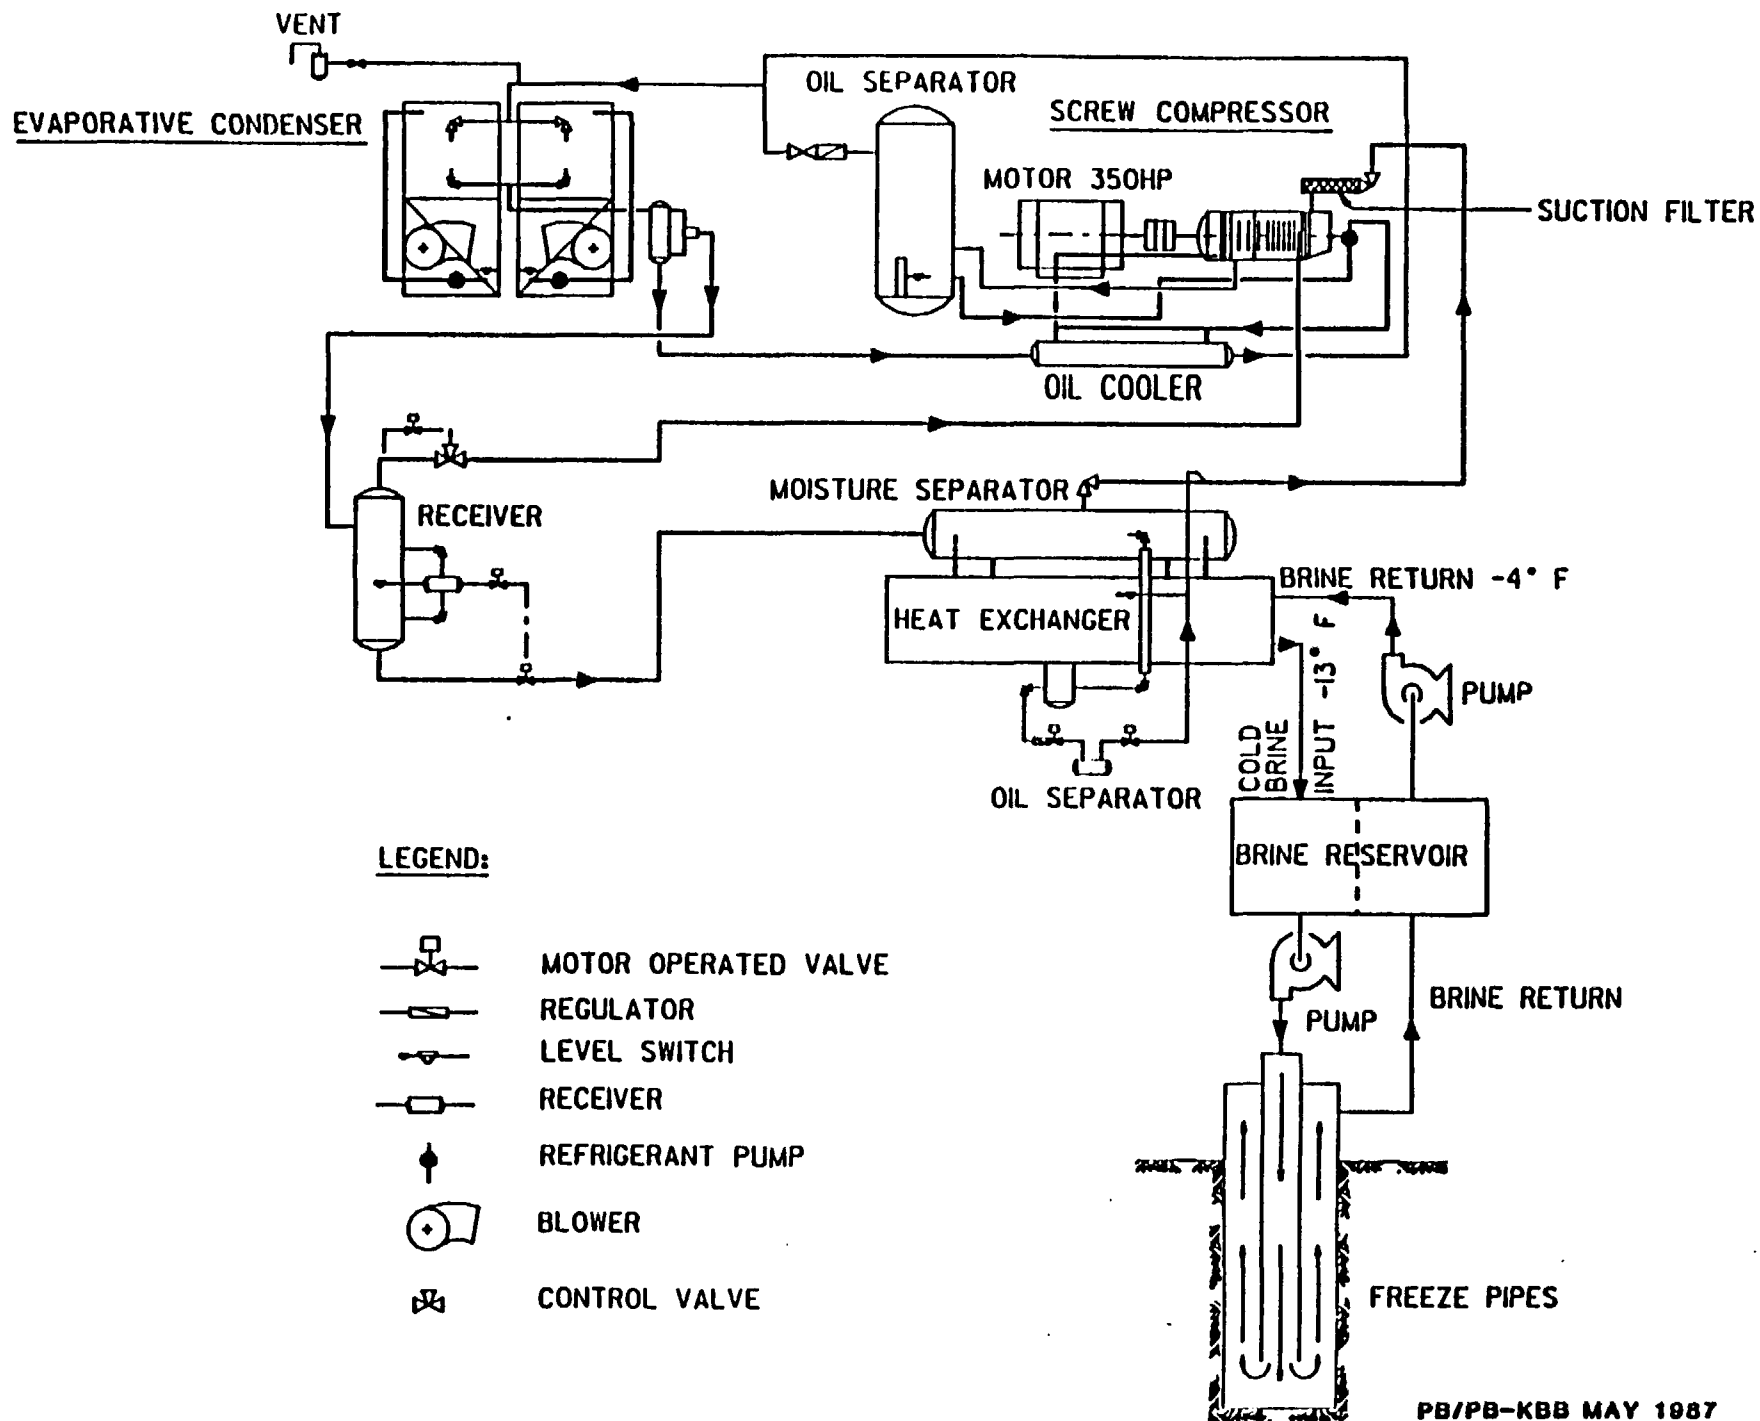 VENT
EVAPORATIVE CONDENSER
OIL SEPARATOR
SCREW COMPRESSOR
MOTOR 350HP
SUCTION FILTER
OIL COOLER
MOISTURE SEPARATOR
RECEIVER
HEAT EXCHANGER
BRINE RETURN -4° F
COLD
BRINE
INPUT -13° F
PUMP
OIL SEPARATOR
BRINE RESERVOIR
PUMP
BRINE RETURN
FREEZE PIPES
LEGEND:
MOTOR OPERATED VALVE
REGULATOR
LEVEL SWITCH
RECEIVER
REFRIGERANT PUMP
BLOWER
CONTROL VALVE
PB/PB-KBB MAY 1987